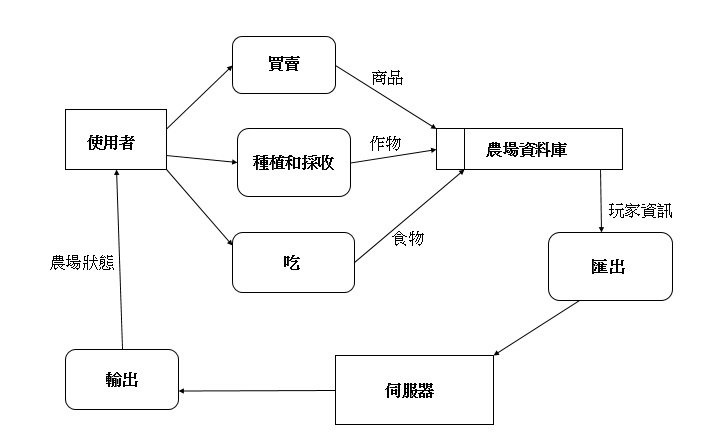 買賣
商品
使用者
種植和採收
作物
農場資料庫
吃
食物
玩家資訊
農場狀態
匯出
輸出
伺服器